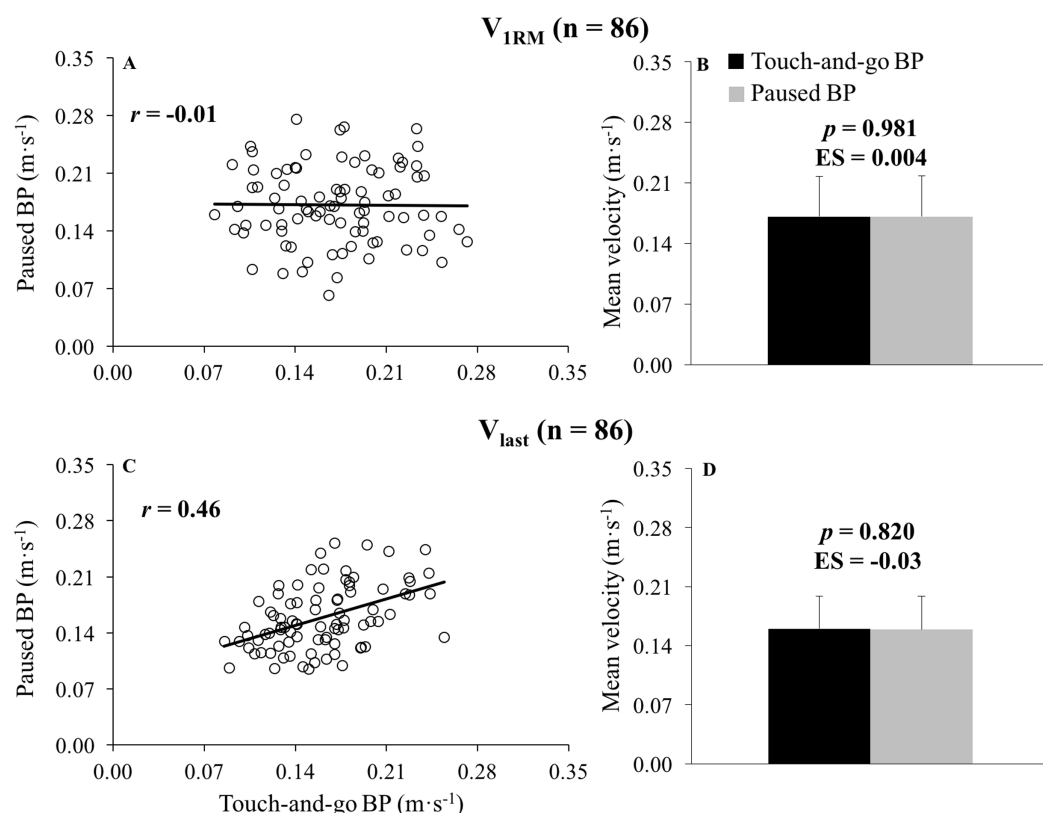 V1RM (n = 86)
A
r = -0.01
Paused BP (m·s-1)
0.35
0.28
0.21
0.14
0.07
0.00
0.00 0.07 0.14 0.21 0.28 0.35
B
Touch-and-go BP
Paused BP
p = 0.981
ES = 0.004
Mean velocity (m·s-1)
0.35
0.28
0.21
0.14
0.07
0.00
Vlast (n = 86)
C
r = 0.46
Paused BP (m·s-1)
0.35
0.28
0.21
0.14
0.07
0.00
0.00 0.07 0.14 0.21 0.28 0.35
Touch-and-go BP (m·s-1)
D
p = 0.820
ES = -0.03
Mean velocity (m·s-1)
0.35
0.28
0.21
0.14
0.07
0.00